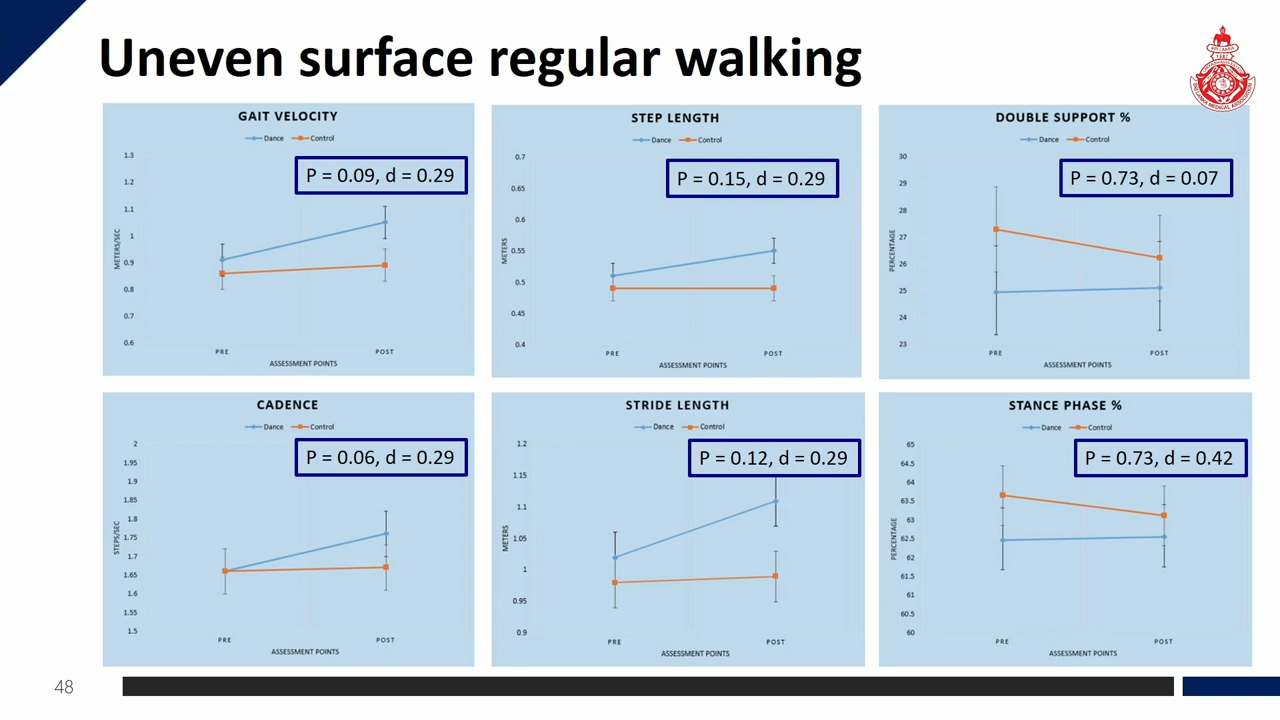 Uneven surface regular walking
GAIT VELOCITY
Dance Control
P = 0.09, d = 0.29
METERS/SEC
1.3
1.2
1.1
1
0.9
0.8
0.7
0.6
PRE POST
ASSESSMENT POINTS
STEP LENGTH
Dance Control
P = 0.15, d = 0.29
METERS
0.7
0.65
0.6
0.55
0.5
0.45
0.4
PRE POST
ASSESSMENT POINTS
DOUBLE SUPPORT %
Dance Control
P = 0.73, d = 0.07
PERCENTAGE
30
29
28
27
26
25
24
23
PRE POST
ASSESSMENT POINTS
CADENCE
Dance Control
P = 0.06, d = 0.29
STEPS/SEC
2
1.95
1.9
1.85
1.8
1.75
1.7
1.65
1.6
1.55
1.5
PRE POST
ASSESSMENT POINTS
STRIDE LENGTH
Dance Control
P = 0.12, d = 0.29
METERS
1.2
1.15
1.1
1.05
1
0.95
0.9
PRE POST
ASSESSMENT POINTS
STANCE PHASE %
Dance Control
P = 0.73, d = 0.42
PERCENTAGE
65
64.5
64
63.5
63
62.5
62
61.5
61
60.5
60
PRE POST
ASSESSMENT POINTS
48